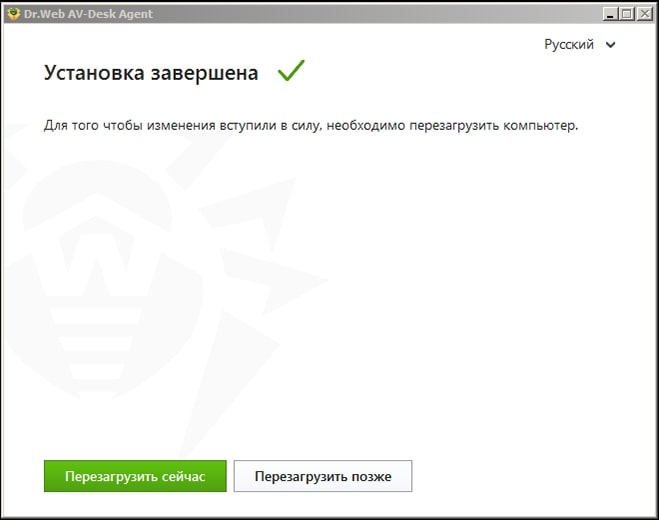 Dr.Web AV-Desk Agent
Русский
Установка завершена
Для того чтобы изменения вступили в силу, необходимо перезагрузить компьютер.
Перезагрузить сейчас
Перезагрузить позже